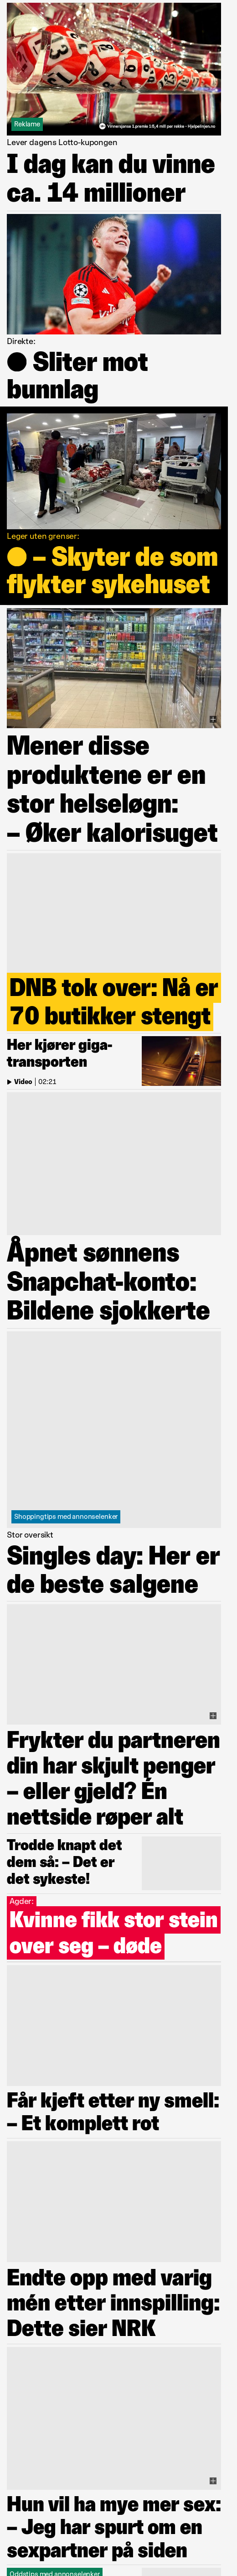 Reklame
Vinnersjanse 1.premie 1:8,4 mill per rekke - Hjelpelinjen.no
Lever dagens Lotto-kupongen
I dag kan du vinne
ca. 14 millioner
Direkte:
Sliter mot
bunnlag
Leger uten grenser:
– Skyter de som
flykter sykehuset
Mener disse
produktene er en
stor helseløgn:
– Øker kalorisuget
DNB tok over: Nå er
70 butikker stengt
Her kjører giga-
transporten
Video | 02:21
Åpnet sønnens
Snapchat-konto:
Bildene sjokkerte
Shoppingtips med annonselenker
Stor oversikt
Singles day: Her er
de beste salgene
Frykter du partneren
din har skjult penger
– eller gjeld? Én
nettside røper alt
Trodde knapt det
dem så: – Det er
det sykeste!
Agder:
Kvinne fikk stor stein
over seg – døde
Får kjeft etter ny smell:
– Et komplett rot
Endte opp med varig
mén etter innspilling:
Dette sier NRK
Hun vil ha mye mer sex:
– Jeg har spurt om en
sexpartner på siden
Oddstips med annonselenker